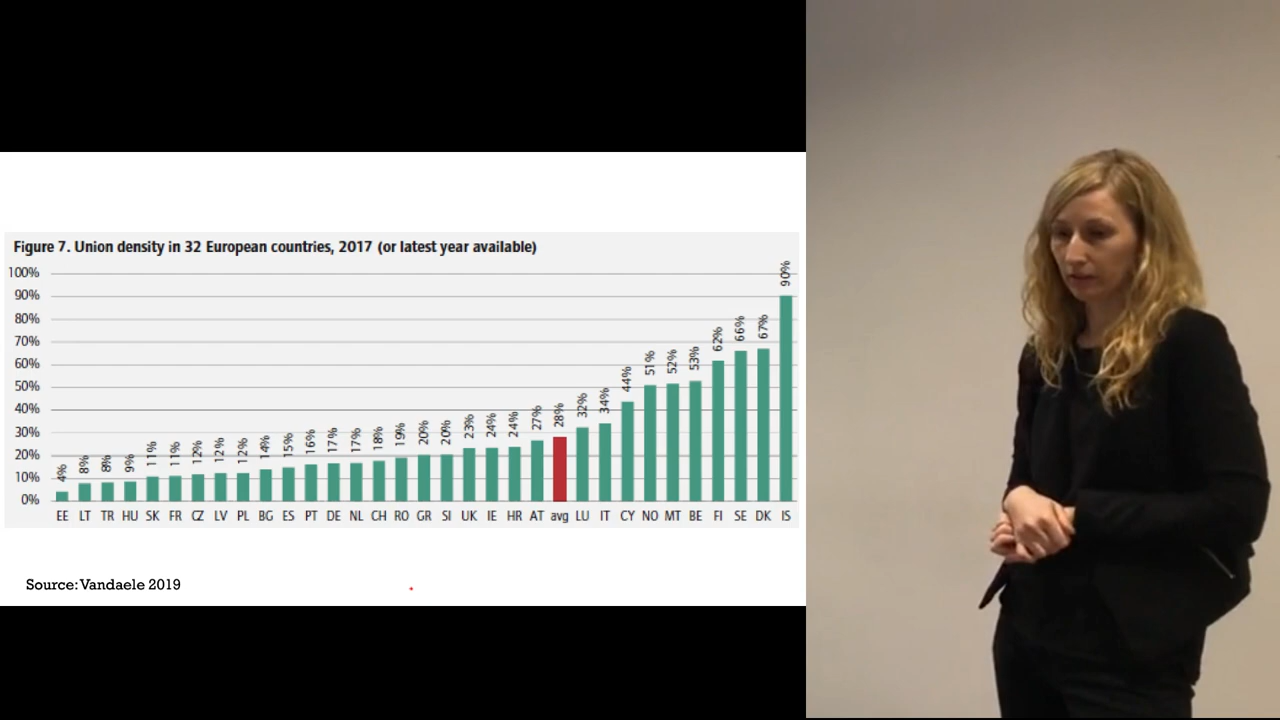 Figure 7. Union density in 32 European countries, 2017 (or latest year available)
100%
90%
80%
70%
60%
50%
40%
30%
20%
10%
0%
4% 8% 8% 9% 11% 11% 12% 12% 12% 14% 15% 16% 17% 17% 18% 19% 20% 20% 23% 24% 24% 27% 28% 32% 34% 44% 51% 52% 53% 62% 66% 67% 90%
EE LT TR HU SK FR CZ LV PL BG ES PT DE NL CH RO GR SI UK IE HR AT avg LU IT CY NO MT BE FI SE DK IS
Source: Vandaele 2019